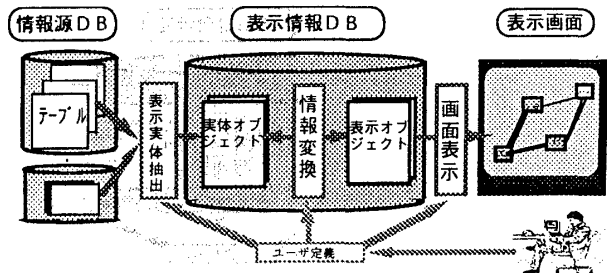 情報源DB
表示情報DB
表示画面
テーブル
表示実体抽出
実体オブ
ジェクト
情報変換
表示オブ
ジェクト
画面表示
ユーザ定義